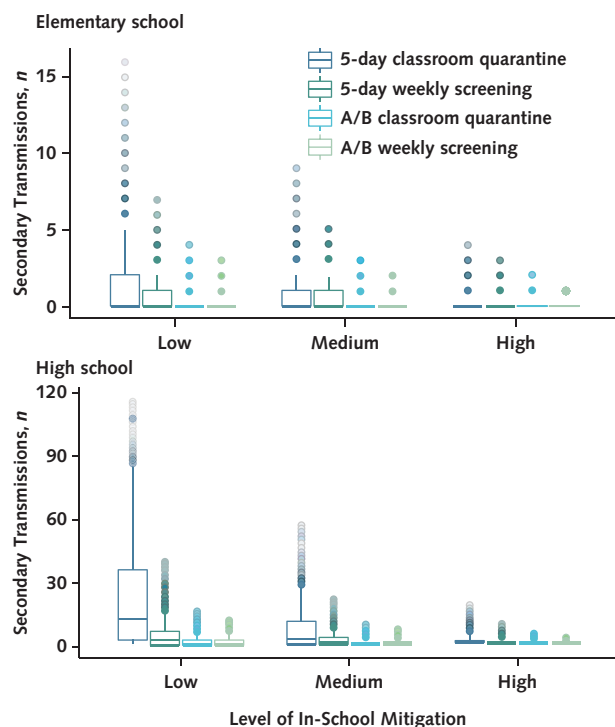 Elementary school
15
10
5
0
Secondary Transmissions, n
5-day classroom quarantine
5-day weekly screening
A/B classroom quarantine
A/B weekly screening
Low Medium High
High school
120
90
60
30
0
Secondary Transmissions, n
Low Medium High
Level of In-School Mitigation